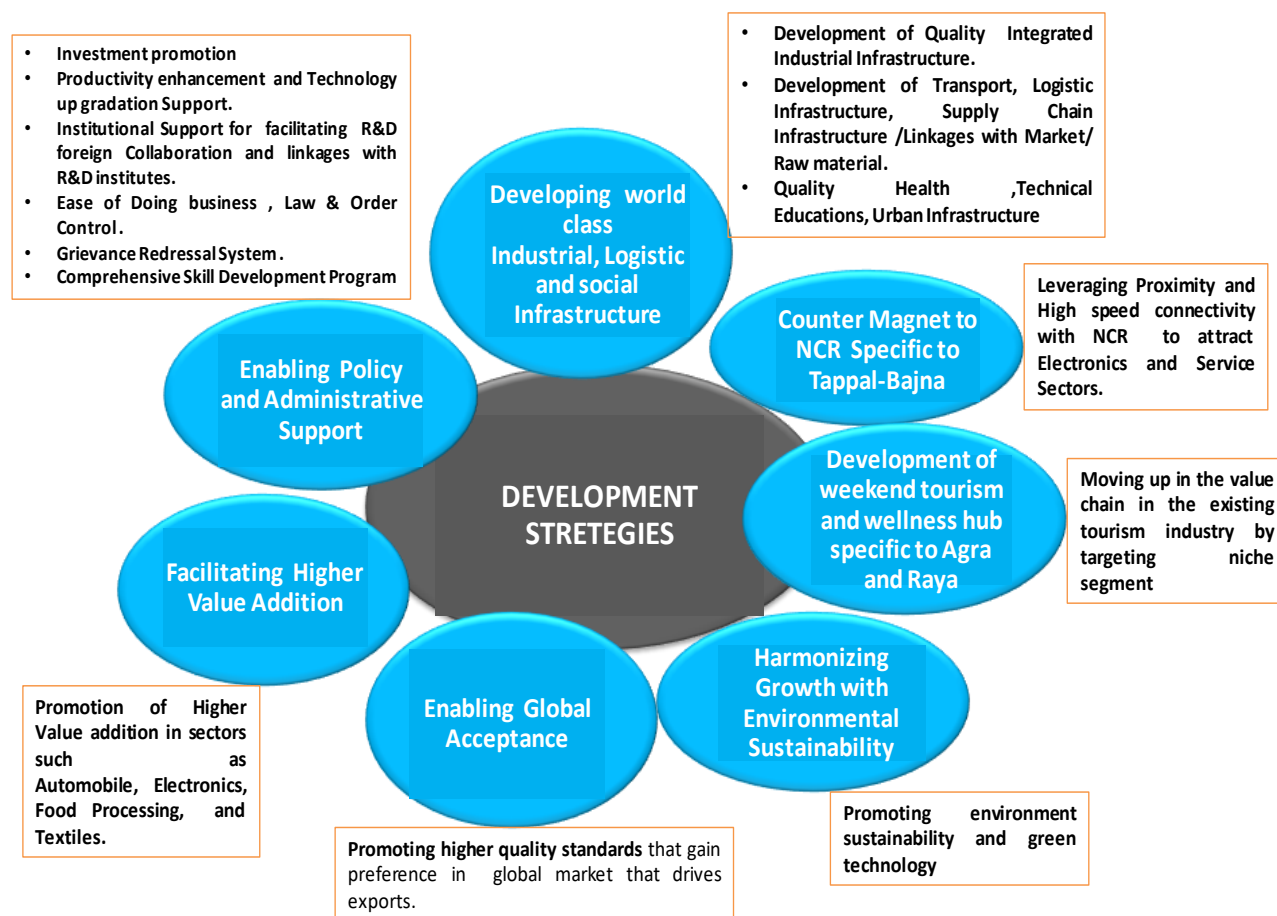 • Investment promotion
• Productivity enhancement and Technology
up gradation Support.
• Institutional Support for facilitating R&D
foreign Collaboration and linkages with
R&D institutes.
• Ease of Doing business , Law & Order
Control .
• Grievance Redressal System .
• Comprehensive Skill Development Program
• Development of Quality Integrated
Industrial Infrastructure.
• Development of Transport, Logistic
Infrastructure, Supply Chain
Infrastructure /Linkages with Market/
Raw material.
• Quality Health ,Technical
Educations, Urban Infrastructure
Developing world
class
Industrial, Logistic
and social
Infrastructure
Counter Magnet to
NCR Specific to
Tappal-Bajna
Leveraging Proximity and
High speed connectivity
with NCR to attract
Electronics and Service
Sectors.
Enabling Policy
and Administrative
Support
DEVELOPMENT
STRETEGIES
Development of
weekend tourism
and wellness hub
specific to Agra
and Raya
Moving up in the value
chain in the existing
tourism industry by
targeting niche
segment
Facilitating Higher
Value Addition
Promotion of Higher
Value addition in sectors
such as
Automobile, Electronics,
Food Processing, and
Textiles.
Enabling Global
Acceptance
Promoting higher quality standards that gain
preference in global market that drives
exports.
Harmonizing
Growth with
Environmental
Sustainability
Promoting environment
sustainability and green
technology